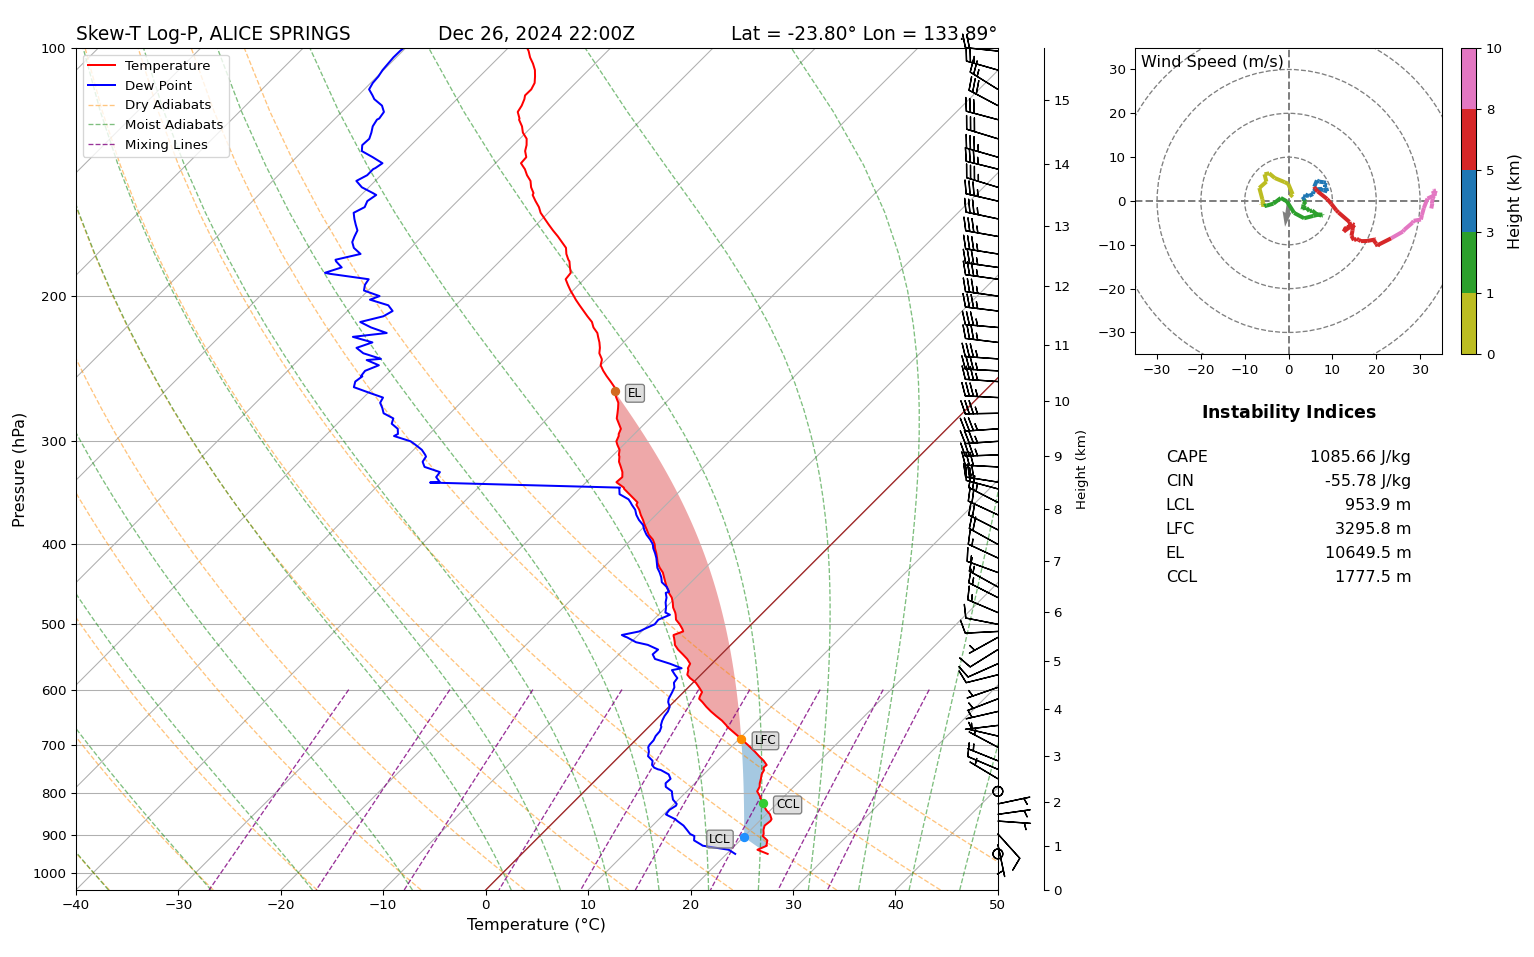 Skew-T Log-P, ALICE SPRINGS Dec 26, 2024 22:00Z Lat = -23.80° Lon = 133.89°
Temperature
Dew Point
Dry Adiabats
Moist Adiabats
Mixing Lines
Pressure (hPa)
100
200
300
400
500
600
700
800
900
1000
−40 −30 −20 −10 0 10 20 30 40 50
Temperature (°C)
EL
LFC
CCL
LCL
15
14
13
12
11
10
9
8
7
6
5
4
3
2
1
0
Height (km)
Wind Speed (m/s)
30
20
10
0
−10
−20
−30
−30 −20 −10 0 10 20 30
10
8
5
3
1
0
Height (km)
Instability Indices
CAPE 1085.66 J/kg
CIN -55.78 J/kg
LCL 953.9 m
LFC 3295.8 m
EL 10649.5 m
CCL 1777.5 m